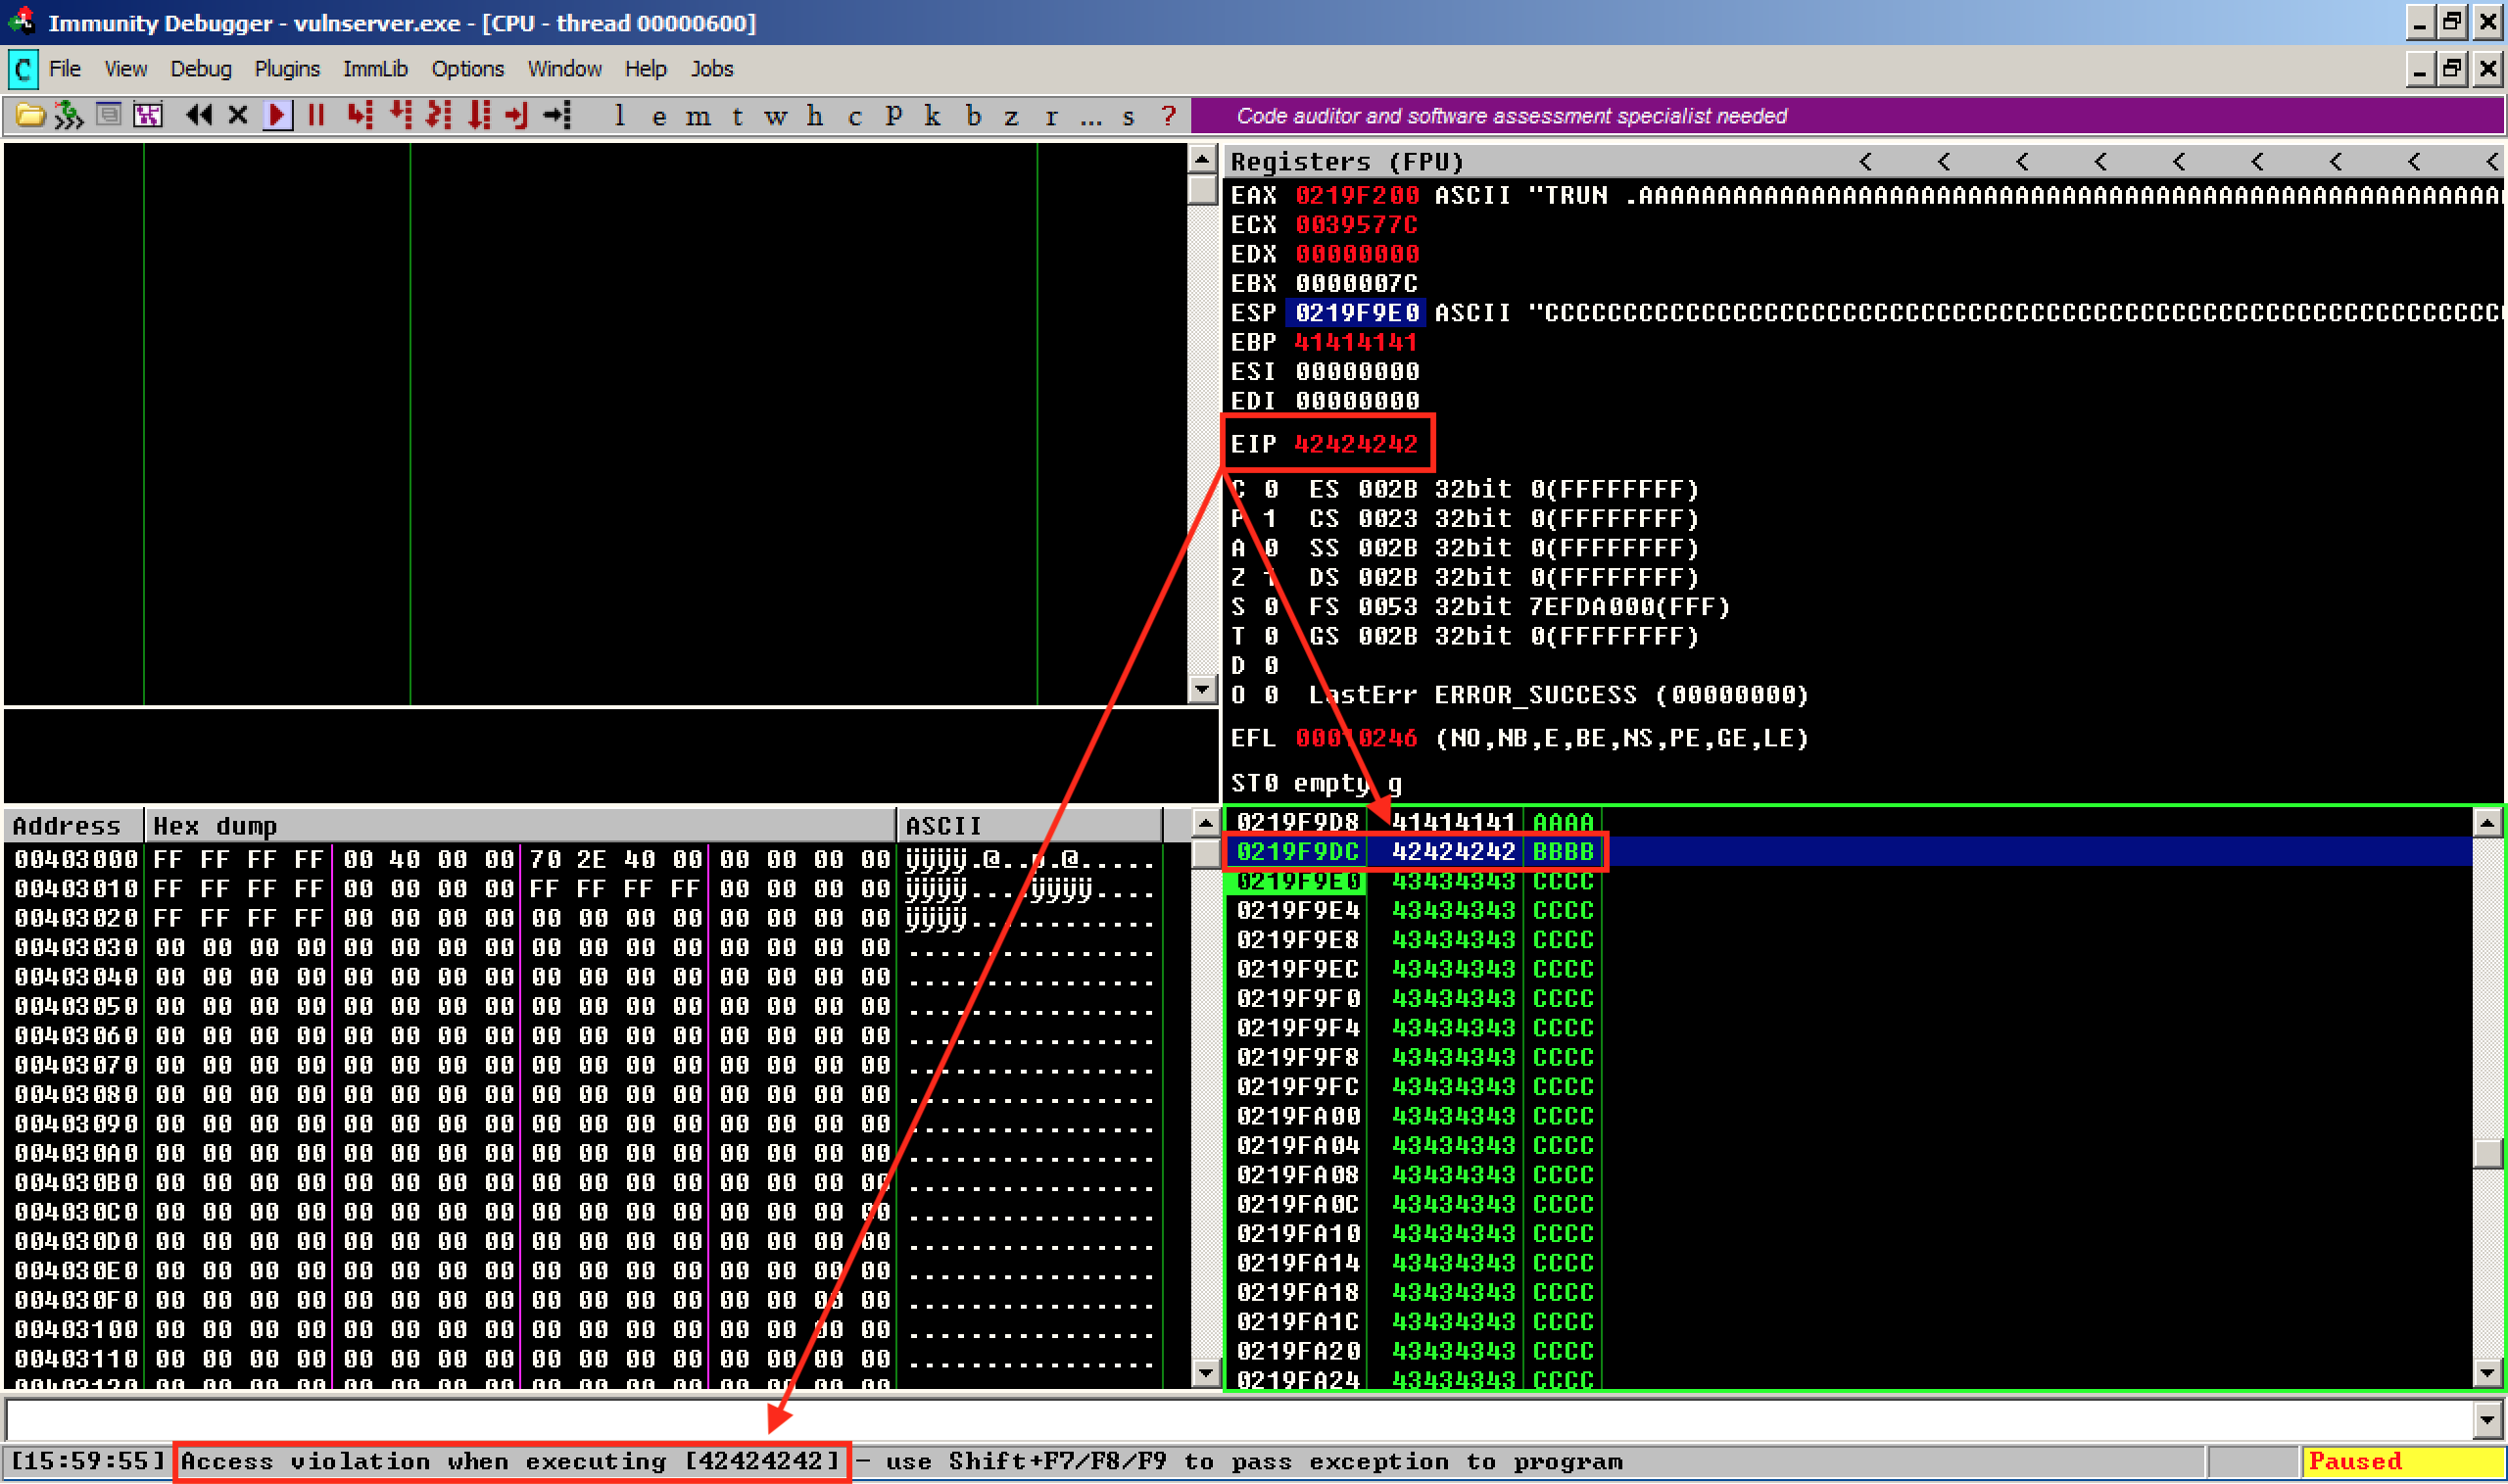 Immunity Debugger - vulnserver.exe - [CPU - thread 00000600]
C File View Debug Plugins ImmLib Options Window Help Jobs
l e m t w h c P k b z r ... s ? Code auditor and software assessment specialist needed
Registers (FPU) < < < < < < < < <
EAX 0219F200 ASCII "TRUN .AAAAAAAAAAAAAAAAAAAAAAAAAAAAAAAAAAAAAAAAAAAAAAAAAAAAAAA
ECX 0039577C
EDX 00000000
EBX 0000007C
ESP 0219F9E0 ASCII "CCCCCCCCCCCCCCCCCCCCCCCCCCCCCCCCCCCCCCCCCCCCCCCCCCCCCCCCCCCCC
EBP 41414141
ESI 00000000
EDI 00000000
EIP 42424242
C 0 ES 002B 32bit 0(FFFFFFFF)
P 1 CS 0023 32bit 0(FFFFFFFF)
A 0 SS 002B 32bit 0(FFFFFFFF)
Z 1 DS 002B 32bit 0(FFFFFFFF)
S 0 FS 0053 32bit 7EFDA000(FFF)
T 0 GS 002B 32bit 0(FFFFFFFF)
D 0
O 0 LastErr ERROR_SUCCESS (00000000)
EFL 00010246 (NO,NB,E,BE,NS,PE,GE,LE)
ST0 empty g
Address Hex dump ASCII
00403000 FF FF FF FF 00 40 00 00 70 2E 40 00 00 00 00 00 ÿÿÿÿ.@..p.@.....
00403010 FF FF FF FF 00 00 00 00 FF FF FF FF 00 00 00 00 ÿÿÿÿ....ÿÿÿÿ....
00403020 FF FF FF FF 00 00 00 00 00 00 00 00 00 00 00 00 ÿÿÿÿ............
00403030 00 00 00 00 00 00 00 00 00 00 00 00 00 00 00 00 ................
00403040 00 00 00 00 00 00 00 00 00 00 00 00 00 00 00 00 ................
00403050 00 00 00 00 00 00 00 00 00 00 00 00 00 00 00 00 ................
00403060 00 00 00 00 00 00 00 00 00 00 00 00 00 00 00 00 ................
00403070 00 00 00 00 00 00 00 00 00 00 00 00 00 00 00 00 ................
00403080 00 00 00 00 00 00 00 00 00 00 00 00 00 00 00 00 ................
00403090 00 00 00 00 00 00 00 00 00 00 00 00 00 00 00 00 ................
004030A0 00 00 00 00 00 00 00 00 00 00 00 00 00 00 00 00 ................
004030B0 00 00 00 00 00 00 00 00 00 00 00 00 00 00 00 00 ................
004030C0 00 00 00 00 00 00 00 00 00 00 00 00 00 00 00 00 ................
004030D0 00 00 00 00 00 00 00 00 00 00 00 00 00 00 00 00 ................
004030E0 00 00 00 00 00 00 00 00 00 00 00 00 00 00 00 00 ................
004030F0 00 00 00 00 00 00 00 00 00 00 00 00 00 00 00 00 ................
00403100 00 00 00 00 00 00 00 00 00 00 00 00 00 00 00 00 ................
00403110 00 00 00 00 00 00 00 00 00 00 00 00 00 00 00 00 ................
00403120 00 00 00 00 00 00 00 00 00 00 00 00 00 00 00 00
0219F9D8 41414141 AAAA
0219F9DC 42424242 BBBB
0219F9E0 43434343 CCCC
0219F9E4 43434343 CCCC
0219F9E8 43434343 CCCC
0219F9EC 43434343 CCCC
0219F9F0 43434343 CCCC
0219F9F4 43434343 CCCC
0219F9F8 43434343 CCCC
0219F9FC 43434343 CCCC
0219FA00 43434343 CCCC
0219FA04 43434343 CCCC
0219FA08 43434343 CCCC
0219FA0C 43434343 CCCC
0219FA10 43434343 CCCC
0219FA14 43434343 CCCC
0219FA18 43434343 CCCC
0219FA1C 43434343 CCCC
0219FA20 43434343 CCCC
0219FA24 43434343 CCCC
[15:59:55] Access violation when executing [42424242] - use Shift+F7/F8/F9 to pass exception to program Paused